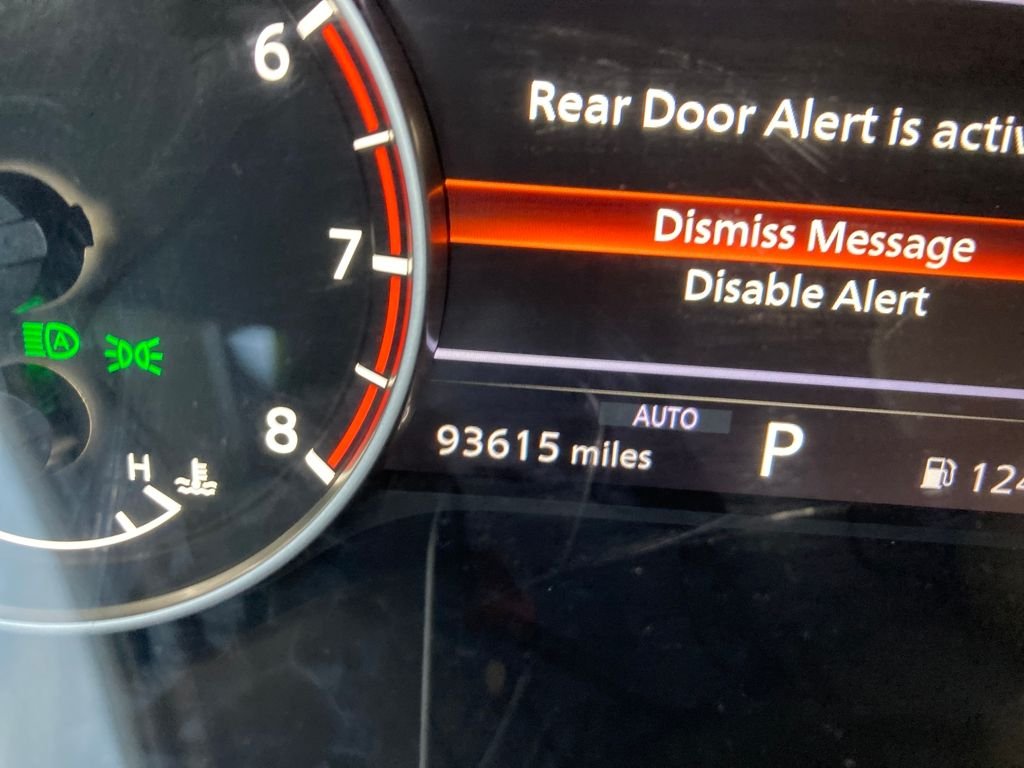 6
7
8
H
A
Rear Door Alert is activ
Dismiss Message
Disable Alert
AUTO
93615 miles
P
124